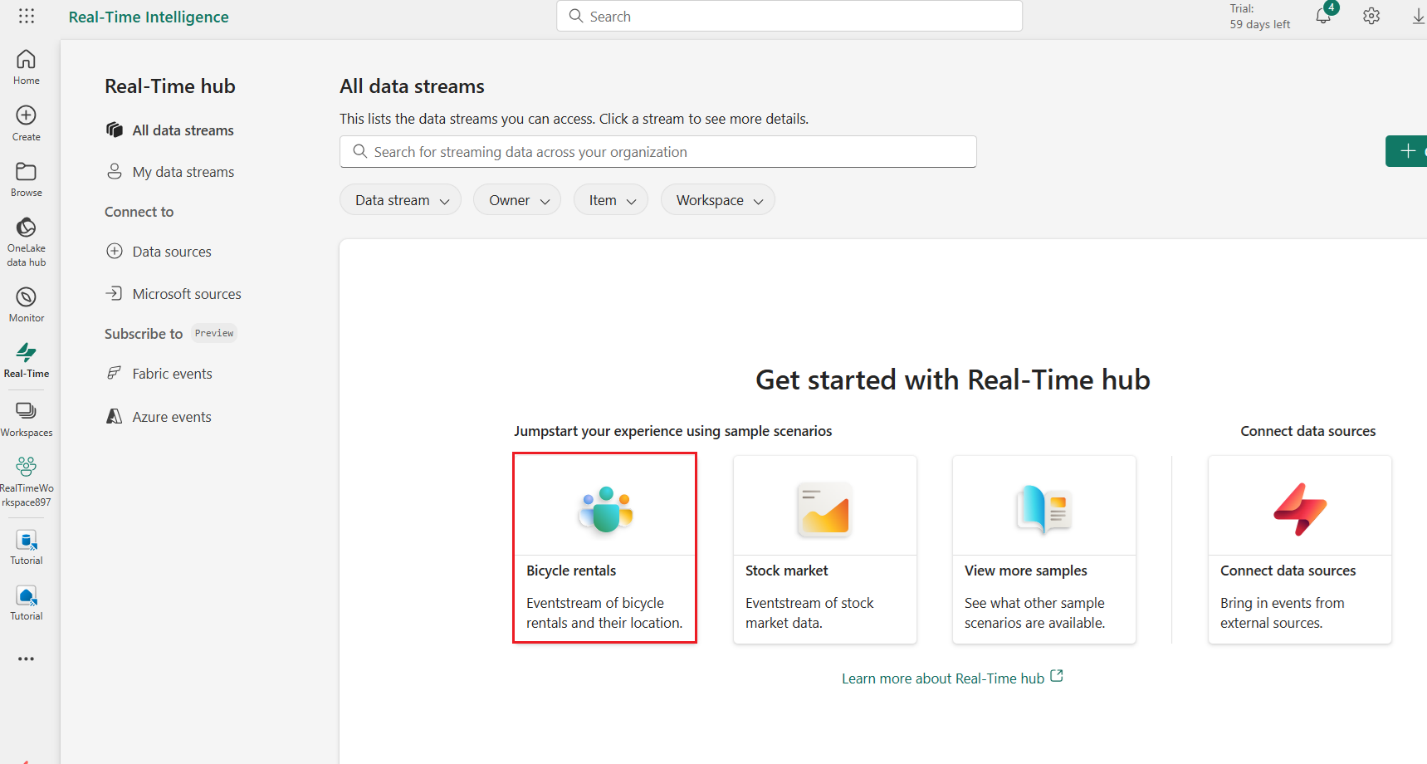 Real-Time Intelligence
Search
Trial:
59 days left
4
Home
Create
Browse
OneLake
data hub
Monitor
Real-Time
Workspaces
RealTimeWo
rkspace897
Tutorial
Tutorial
Real-Time hub
All data streams
My data streams
Connect to
Data sources
Microsoft sources
Subscribe to Preview
Fabric events
Azure events
All data streams
This lists the data streams you can access. Click a stream to see more details.
Search for streaming data across your organization
Data stream
Owner
Item
Workspace
Get started with Real-Time hub
Jumpstart your experience using sample scenarios
Connect data sources
Bicycle rentals
Eventstream of bicycle
rentals and their location.
Stock market
Eventstream of stock
market data.
View more samples
See what other sample
scenarios are available.
Connect data sources
Bring in events from
external sources.
Learn more about Real-Time hub